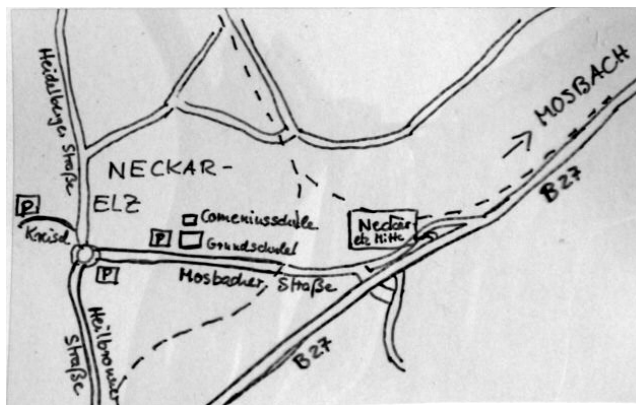 Heidelberger Straße
MOSBACH
NECKAR-
ELZ
B27
P
Kreisel
Comeniusschule
P
Grundschule
Neckar
elz Mitte
P
Mosbacher Straße
Heilbronner
Straße
B27